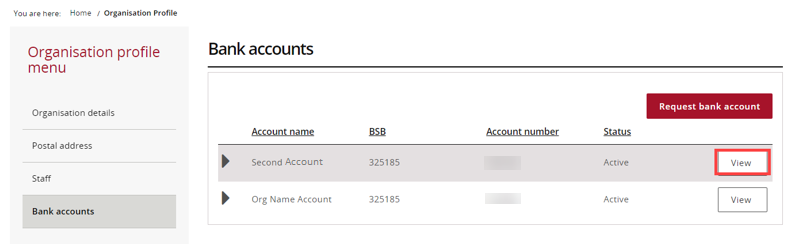 You are here: Home / Organisation Profile
Organisation profile
menu
Organisation details
Postal address
Staff
Bank accounts
Bank accounts
Request bank account
Account name BSB Account number Status
Second Account 325185 Active View
Org Name Account 325185 Active View